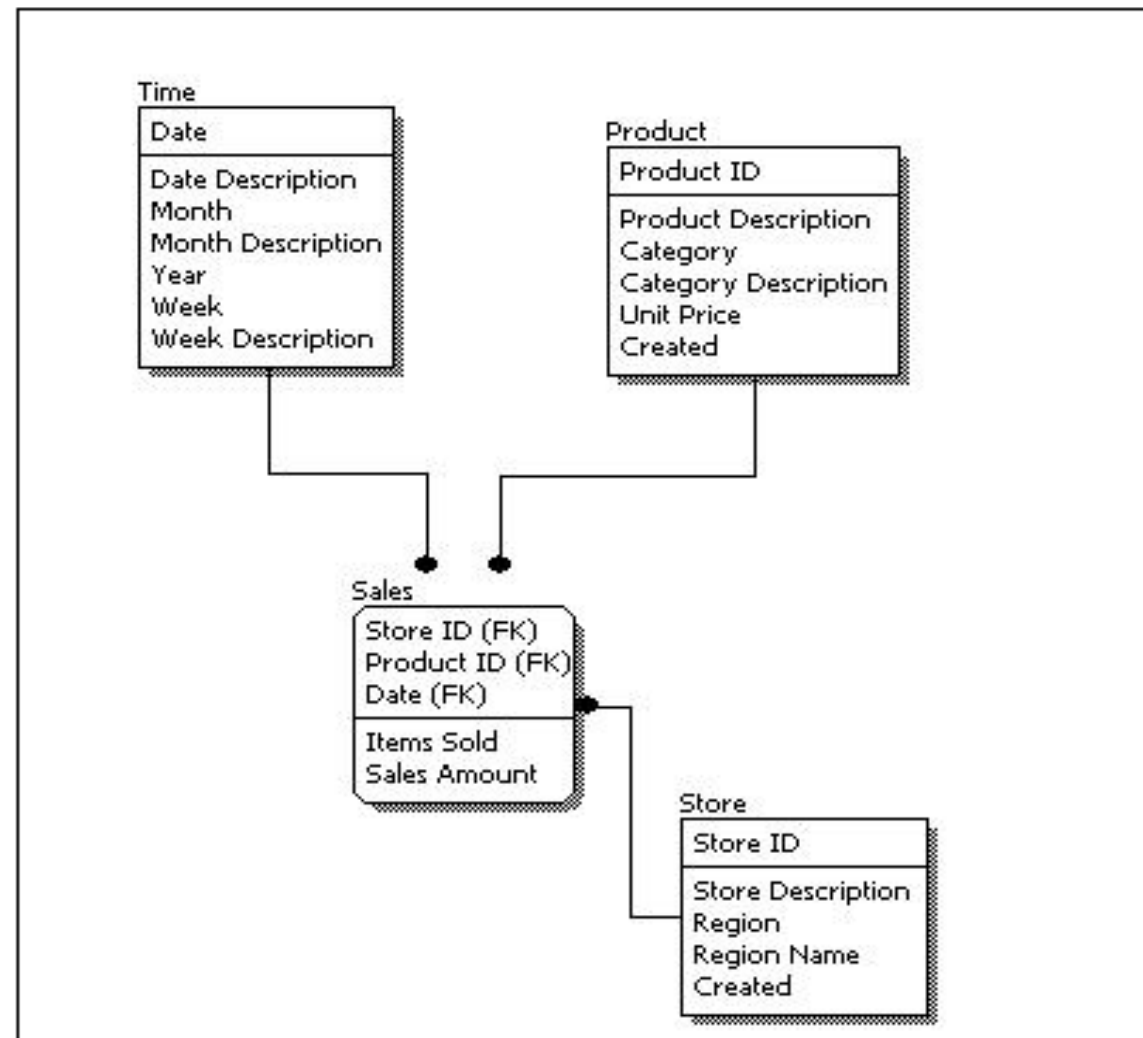 Time
Date
Date Description
Month
Month Description
Year
Week
Week Description
Product
Product ID
Product Description
Category
Category Description
Unit Price
Created
Sales
Store ID (FK)
Product ID (FK)
Date (FK)
Items Sold
Sales Amount
Store
Store ID
Store Description
Region
Region Name
Created